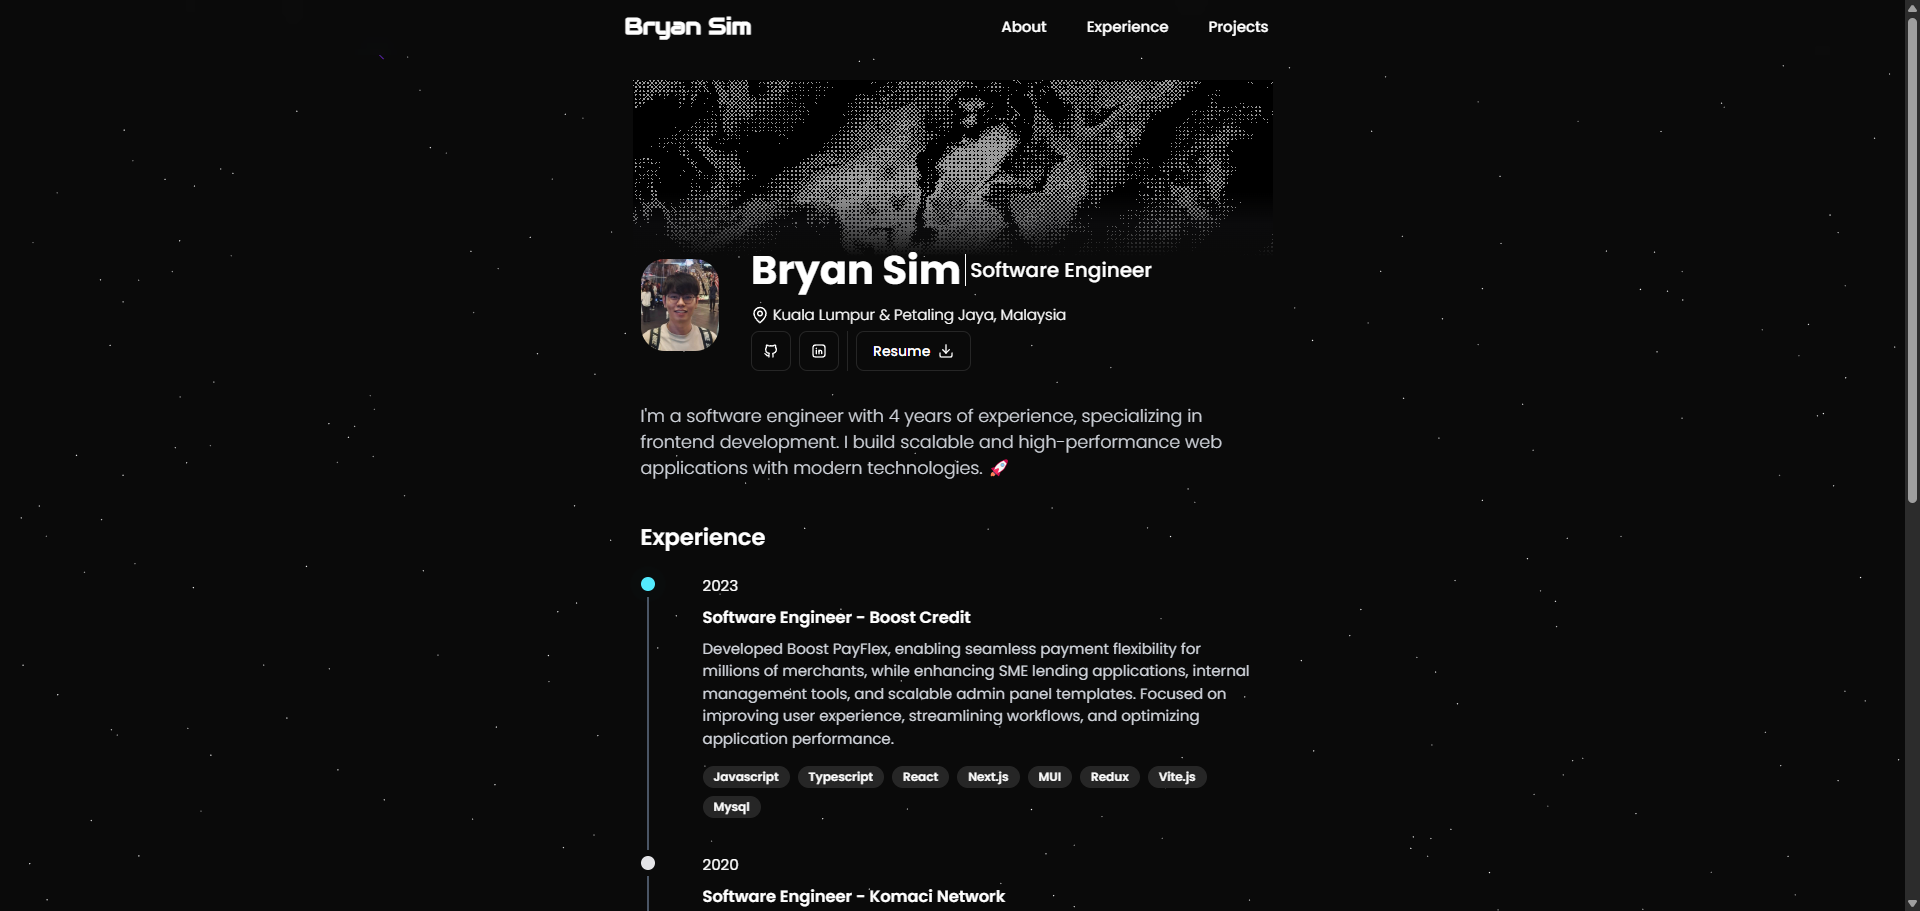 Bryan Sim
About Experience Projects
Bryan Sim Software Engineer
Kuala Lumpur & Petaling Jaya, Malaysia
Resume
I'm a software engineer with 4 years of experience, specializing in
frontend development. I build scalable and high-performance web
applications with modern technologies. 🚀
Experience
2023
Software Engineer - Boost Credit
Developed Boost PayFlex, enabling seamless payment flexibility for
millions of merchants, while enhancing SME lending applications, internal
management tools, and scalable admin panel templates. Focused on
improving user experience, streamlining workflows, and optimizing
application performance.
Javascript Typescript React Next.js MUI Redux Vite.js
Mysql
2020
Software Engineer - Komaci Network